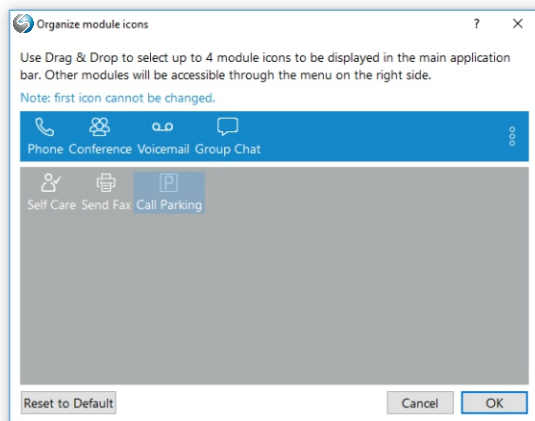 Organize module icons
Use Drag & Drop to select up to 4 module icons to be displayed in the main application
bar. Other modules will be accessible through the menu on the right side.
Note: first icon cannot be changed.
Phone Conference Voicemail Group Chat
P
Self Care Send Fax Call Parking
Reset to Default Cancel OK